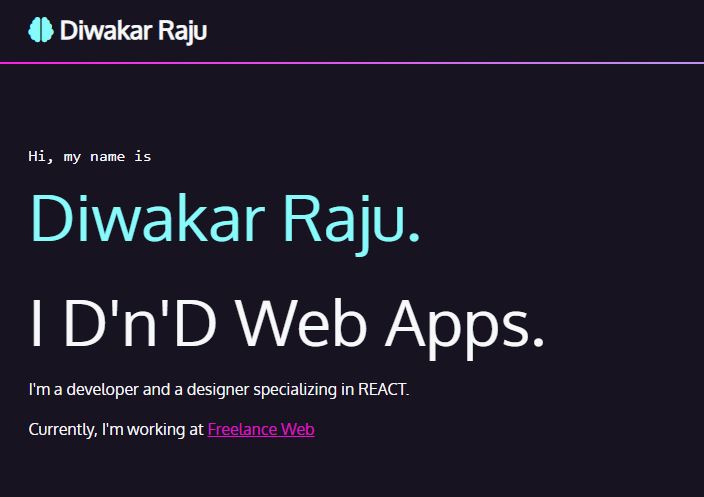 Diwakar Raju
Hi, my name is
Diwakar Raju.
I D'n'D Web Apps.
I'm a developer and a designer specializing in REACT.
Currently, I'm working at Freelance Web